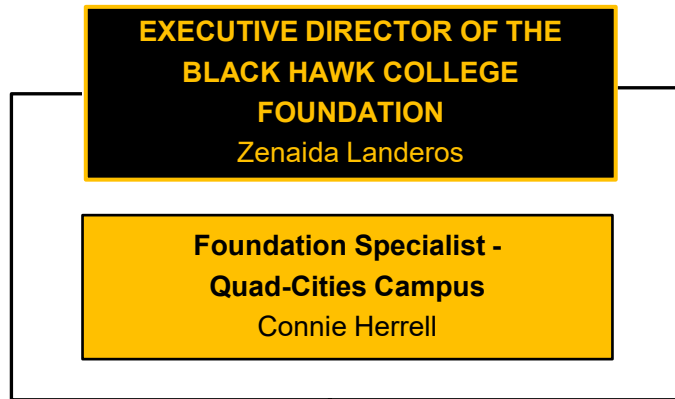 EXECUTIVE DIRECTOR OF THE
BLACK HAWK COLLEGE
FOUNDATION
Zenaida Landeros
Foundation Specialist -
Quad-Cities Campus
Connie Herrell